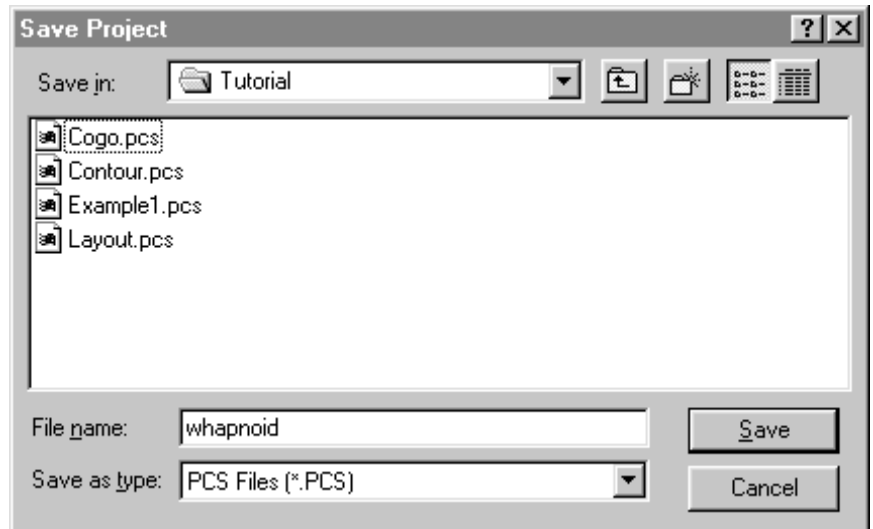 Save Project
Save in: Tutorial
Cogo.pcs
Contour.pcs
Example1.pcs
Layout.pcs
File name: whapnoid Save
Save as type: PCS Files (*.PCS) Cancel